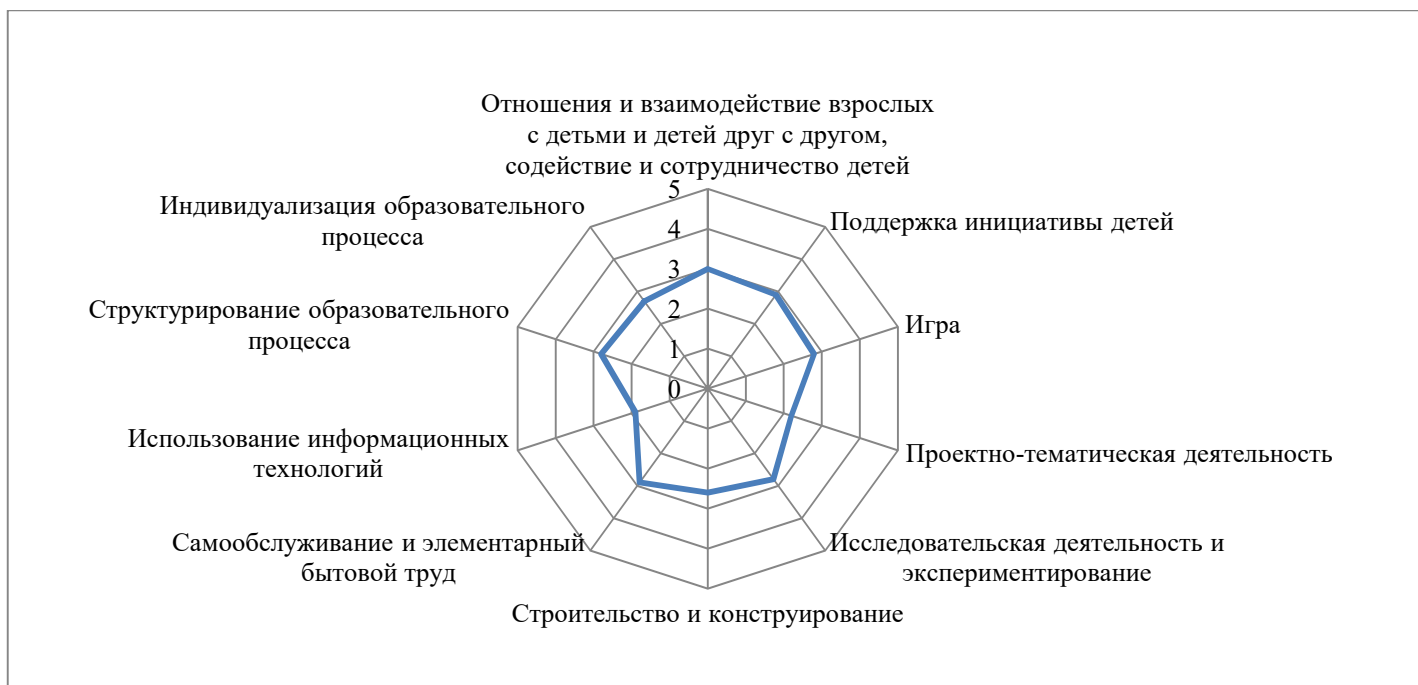 Отношения и взаимодействие взрослых
с детьми и детей друг с другом,
содействие и сотрудничество детей
Поддержка инициативы детей
Игра
Проектно-тематическая деятельность
Исследовательская деятельность и
экспериментирование
Строительство и конструирование
Самообслуживание и элементарный
бытовой труд
Использование информационных
технологий
Структурирование образовательного
процесса
Индивидуализация образовательного
процесса
5
4
3
2
1
0